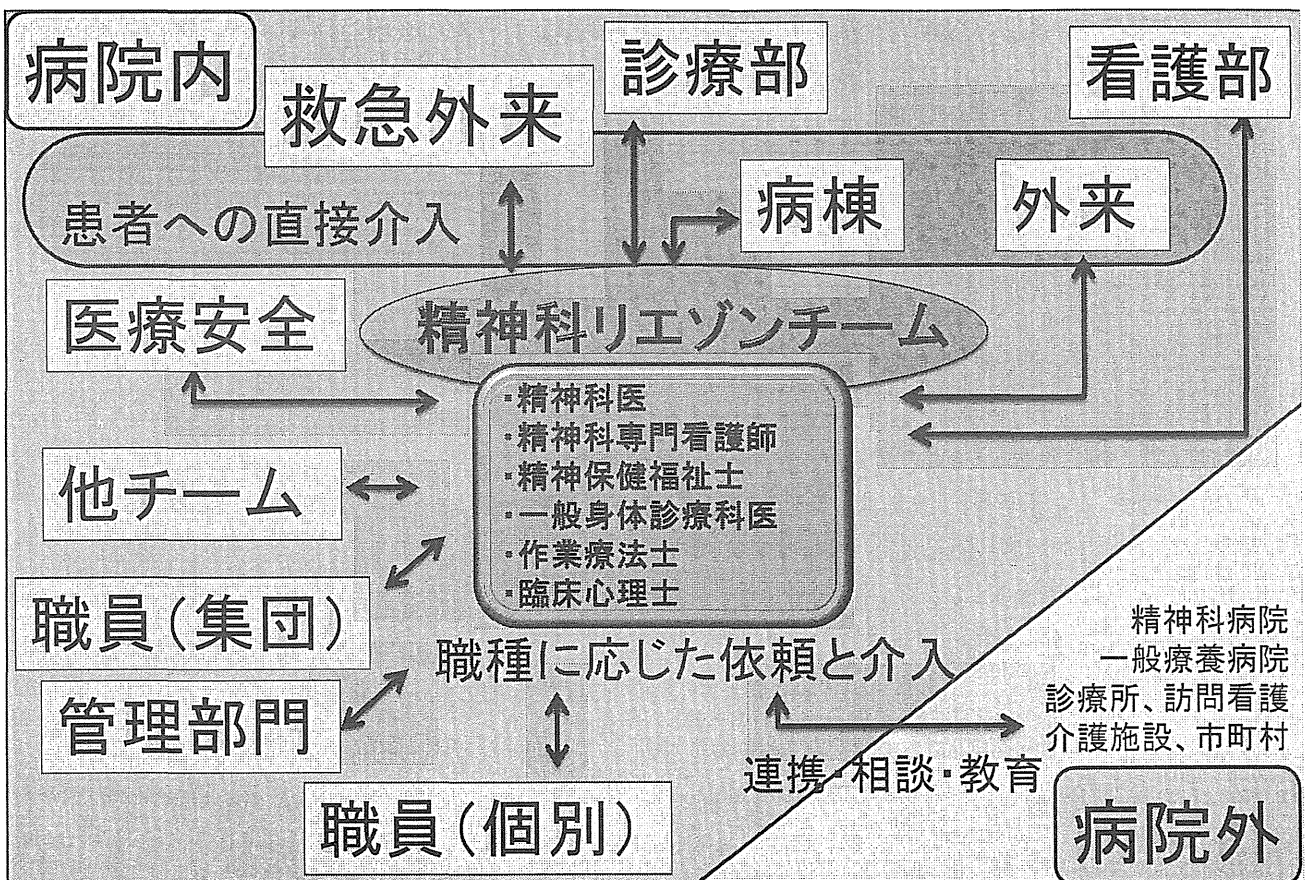 病院内
救急外来
診療部
看護部
患者への直接介入
病棟
外来
医療安全
精神科リエゾンチーム
・精神科医
・精神科専門看護師
・精神保健福祉士
・一般身体診療科医
・作業療法士
・臨床心理士
他チーム
職員(集団)
管理部門
職種に応じた依頼と介入
職員(個別)
連携・相談・教育
精神科病院
一般療養病院
診療所、訪問看護
介護施設、市町村
病院外